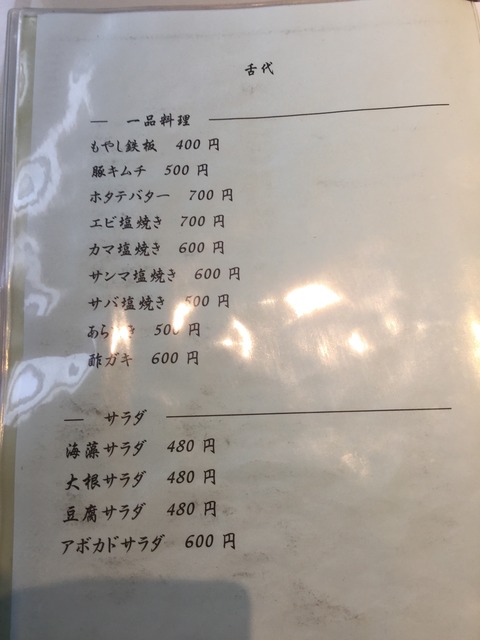 舌代
一品料理
もやし鉄板 400 円
豚キムチ 500 円
ホタテバター 700 円
エビ塩焼き 700 円
カマ塩焼き 600 円
サンマ塩焼き 600 円
サバ塩焼き 500 円
500 円
酢ガキ 600 円
サラダ
海藻サラダ 480 円
大根サラダ 480 円
豆腐サラダ 480 円
アボカドサラダ 600 円